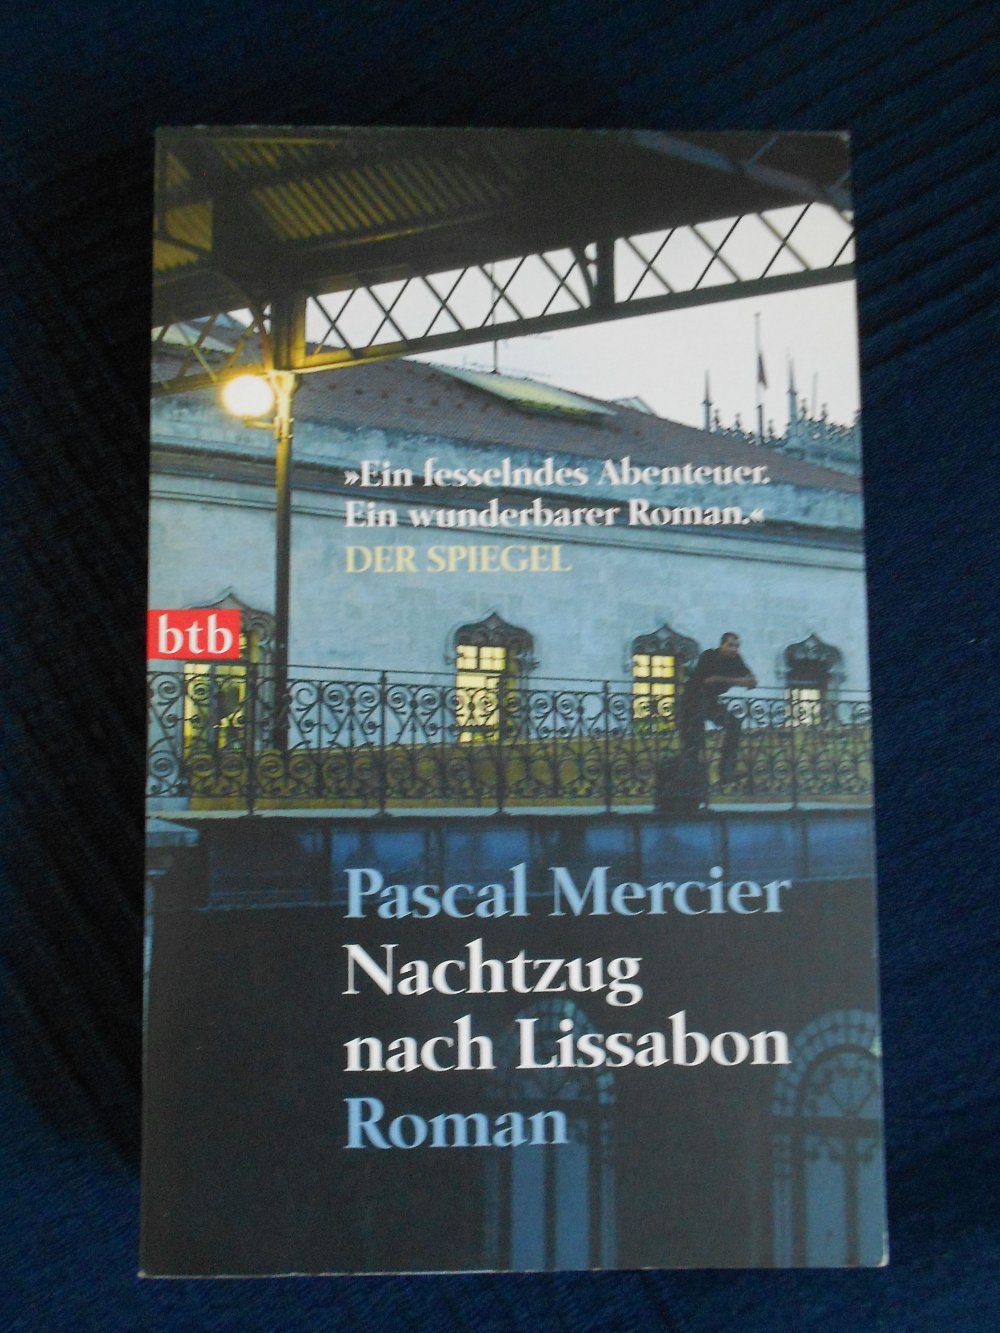 »Ein fesselndes Abenteuer.
Ein wunderbarer Roman.«
DER SPIEGEL
btb
Pascal Mercier
Nachtzug
nach Lissabon
Roman